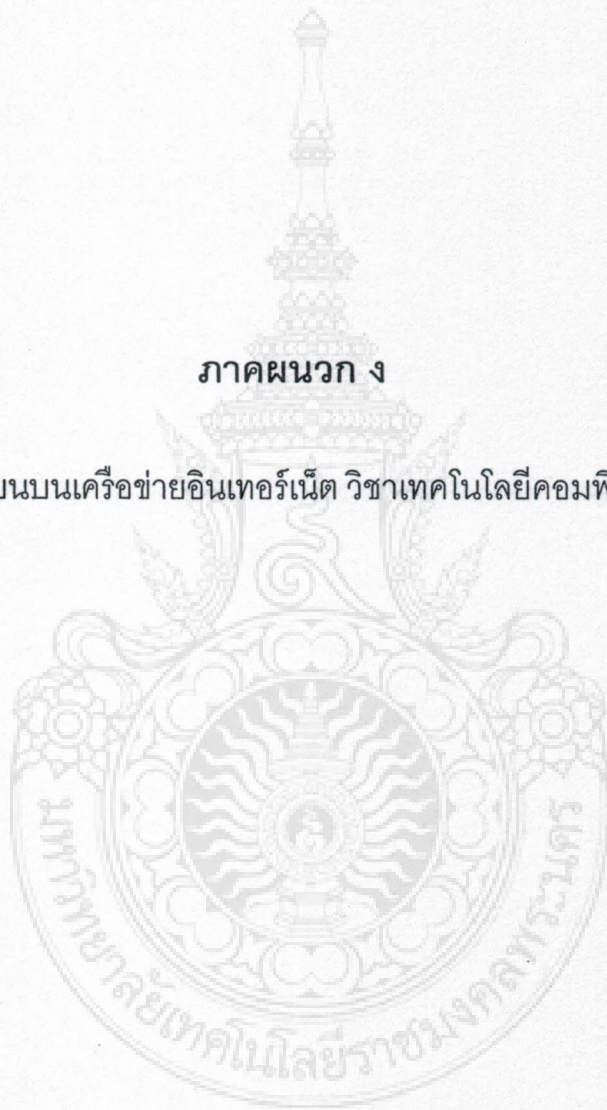 ภาคผนวก ง
บนเครือข่ายอินเทอร์เน็ต วิชาเทคโนโลยี
มหาวิทยาลัยเทคโนโลยีราชมงคลพระนคร